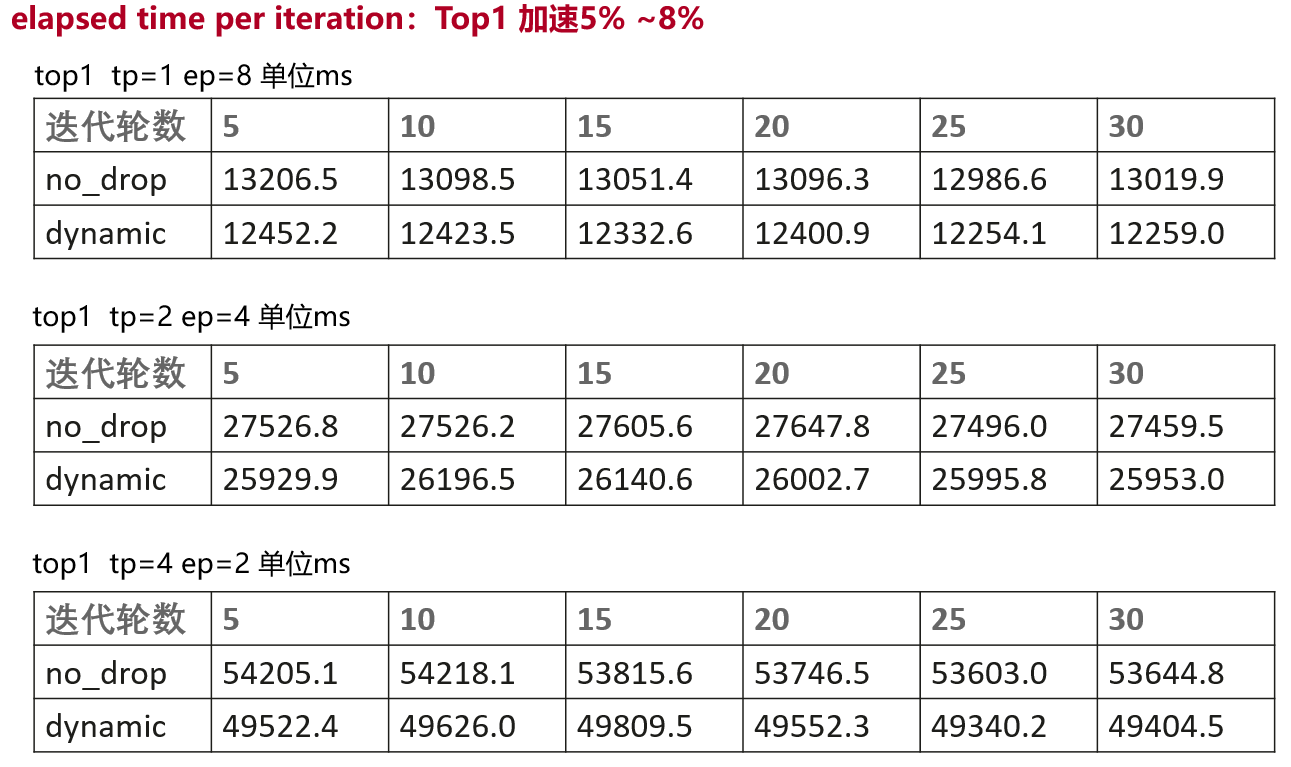 elapsed time per iteration：Top1 加速5% ~8%
top1 tp=1 ep=8 单位ms
迭代轮数 5 10 15 20 25 30
no_drop 13206.5 13098.5 13051.4 13096.3 12986.6 13019.9
dynamic 12452.2 12423.5 12332.6 12400.9 12254.1 12259.0
top1 tp=2 ep=4 单位ms
迭代轮数 5 10 15 20 25 30
no_drop 27526.8 27526.2 27605.6 27647.8 27496.0 27459.5
dynamic 25929.9 26196.5 26140.6 26002.7 25995.8 25953.0
top1 tp=4 ep=2 单位ms
迭代轮数 5 10 15 20 25 30
no_drop 54205.1 54218.1 53815.6 53746.5 53603.0 53644.8
dynamic 49522.4 49626.0 49809.5 49552.3 49340.2 49404.5